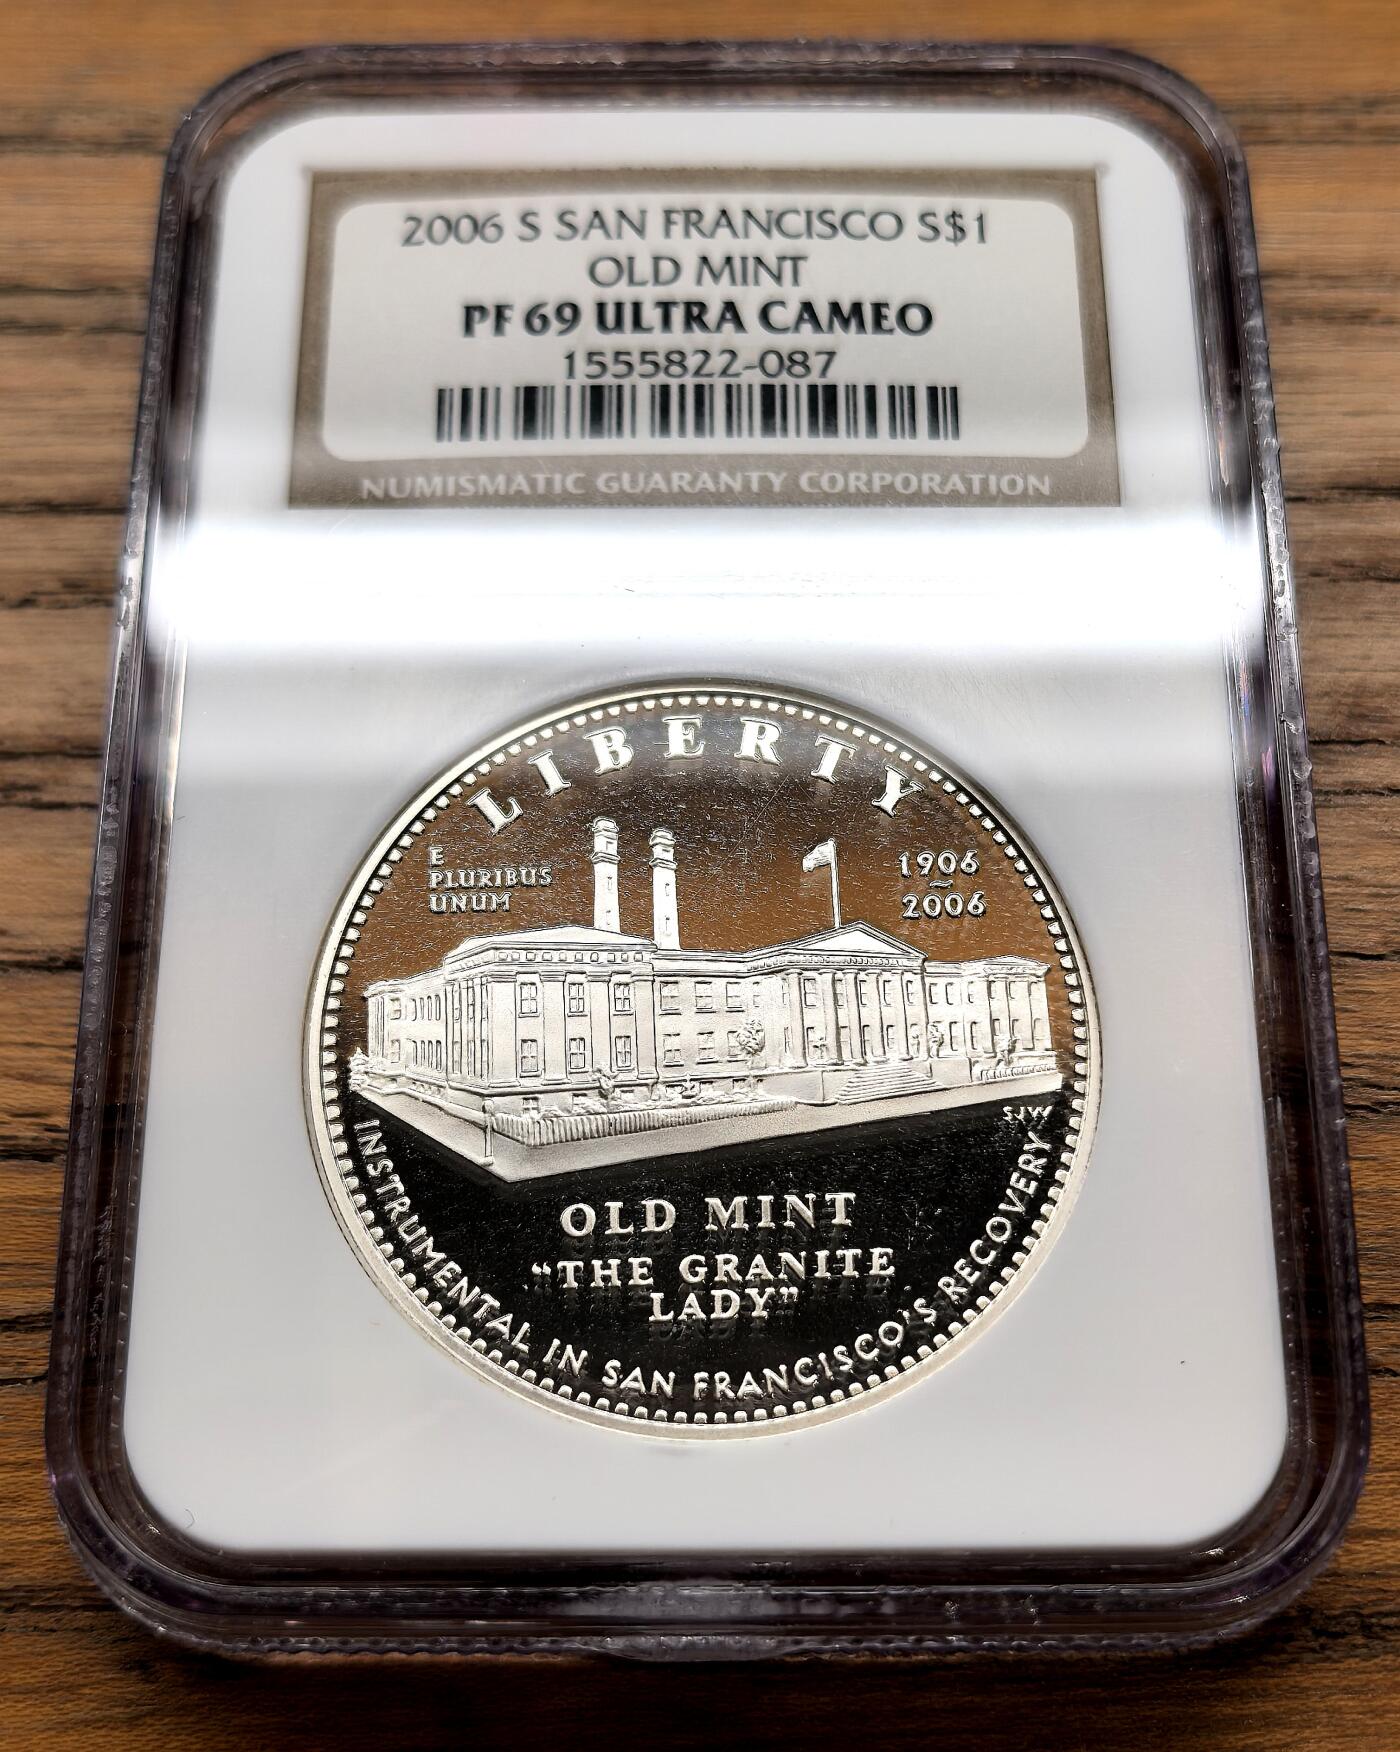 2006 S SAN FRANCISCO S$1
OLD MINT
PF 69 ULTRA CAMEO
1555822-087
NUMISMATIC GUARANTY CORPORATION
LIBERTY
E
PLURIBUS
UNUM
1906
~
2006
SJW
OLD MINT
"THE GRANITE
LADY"
INSTRUMENTAL IN SAN FRANCISCO'S RECOVERY